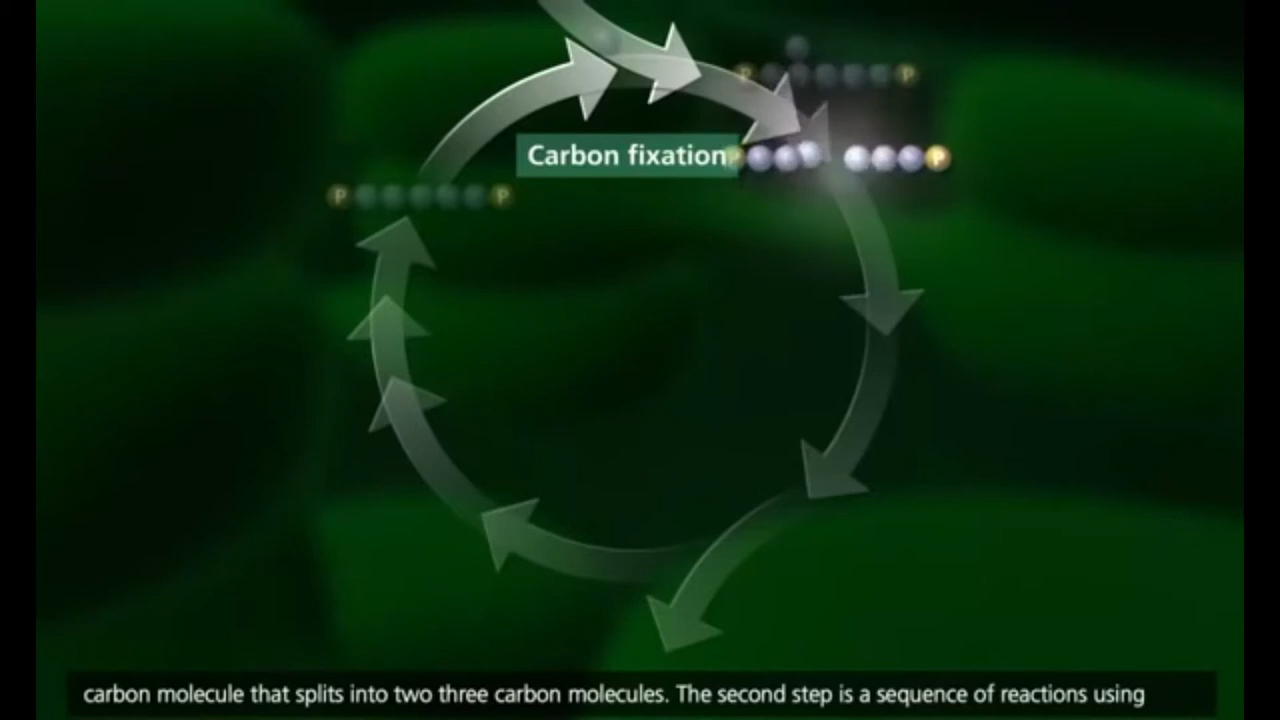 P P
Carbon fixation P P
P P
carbon molecule that splits into two three carbon molecules. The second step is a sequence of reactions using